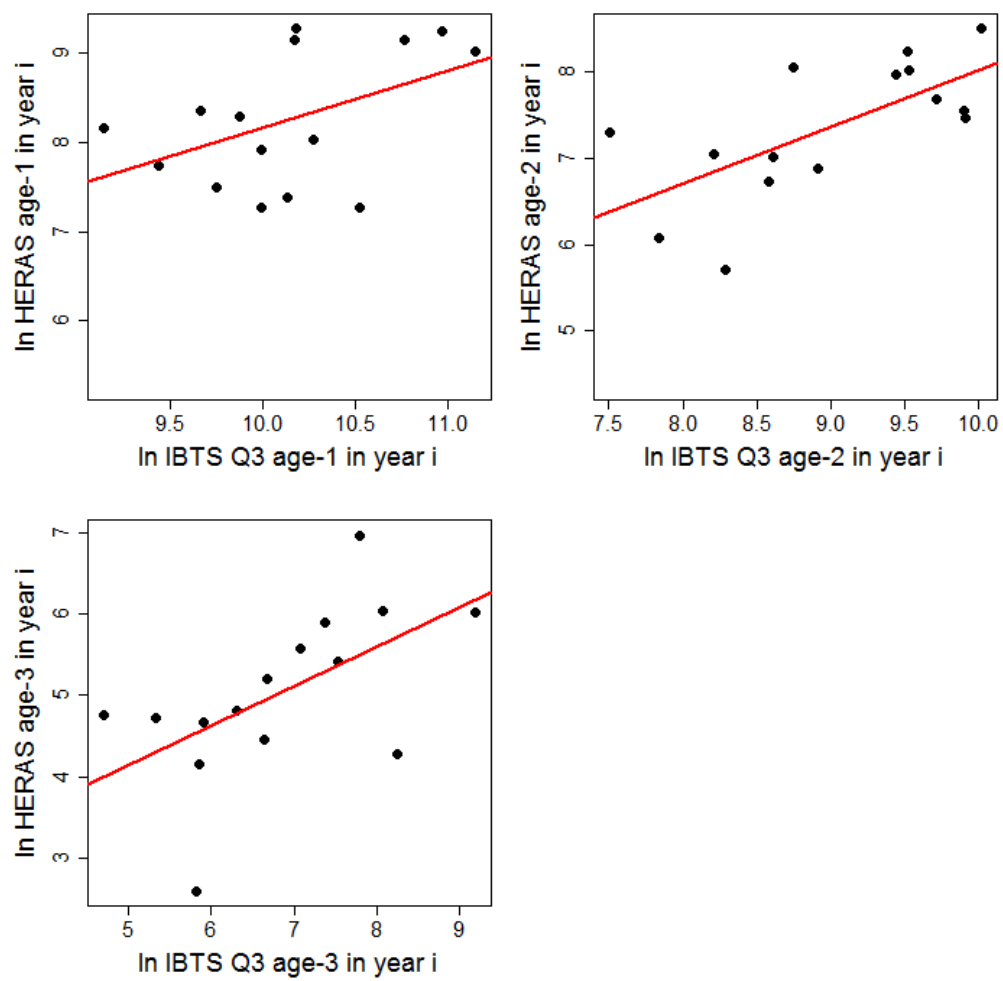 ln HERAS age-1 in year i
9
8
7
6
9.5 10.0 10.5 11.0
ln IBTS Q3 age-1 in year i
ln HERAS age-2 in year i
8
7
6
5
7.5 8.0 8.5 9.0 9.5 10.0
ln IBTS Q3 age-2 in year i
ln HERAS age-3 in year i
7
6
5
4
3
5 6 7 8 9
ln IBTS Q3 age-3 in year i